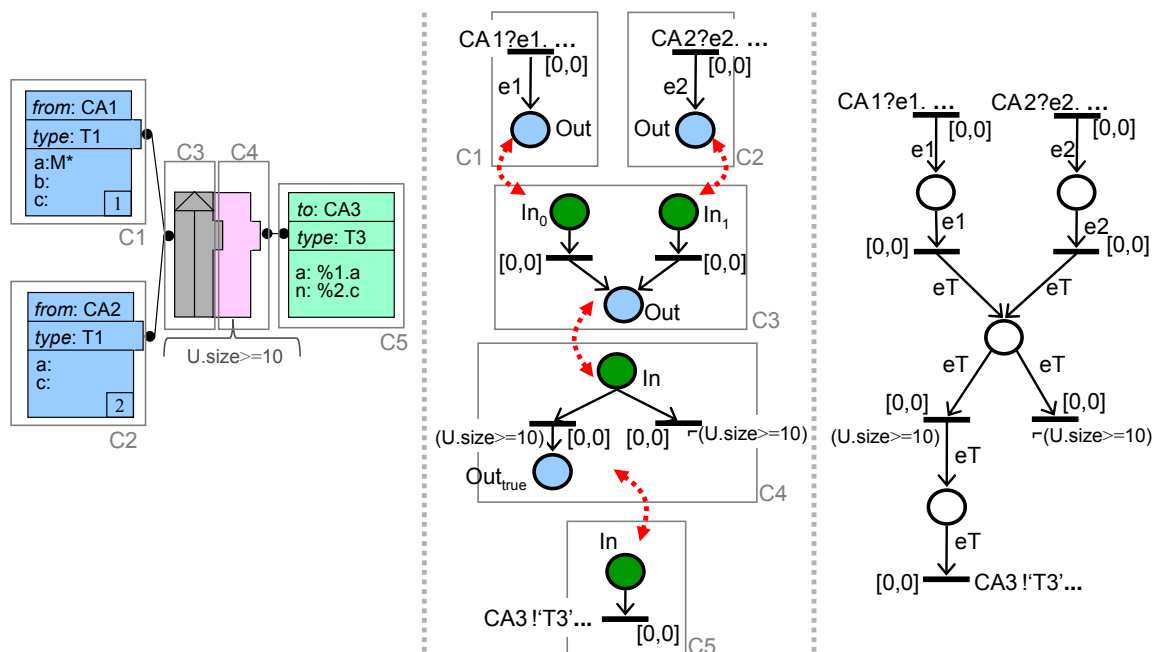 from: CA1
type: T1
a:M*
b:
c:
1
C1
from: CA2
type: T1
a:
c:
2
C2
C3
C4
U.size>=10
to: CA3
type: T3
a: %1.a
n: %2.c
C5
CA1?e1. ...
[0,0]
e1
Out
C1
CA2?e2. ...
[0,0]
e2
Out
C2
In0
In1
[0,0]
[0,0]
Out
C3
In
(U.size>=10)
[0,0]
[0,0]
¬(U.size>=10)
Outtrue
C4
In
CA3!‘T3’...
[0,0]
C5
CA1?e1. ...
CA2?e2. ...
[0,0]
[0,0]
e1
e2
e1
e2
[0,0]
[0,0]
eT
eT
eT
eT
[0,0]
[0,0]
(U.size>=10)
¬(U.size>=10)
eT
eT
[0,0]
CA3!‘T3’...